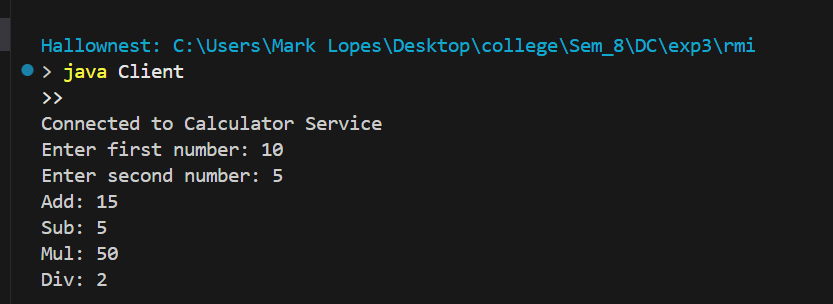 Hallownest: C:\Users\Mark Lopes\Desktop\college\Sem_8\DC\exp3\rmi
> java Client
>>
Connected to Calculator Service
Enter first number: 10
Enter second number: 5
Add: 15
Sub: 5
Mul: 50
Div: 2